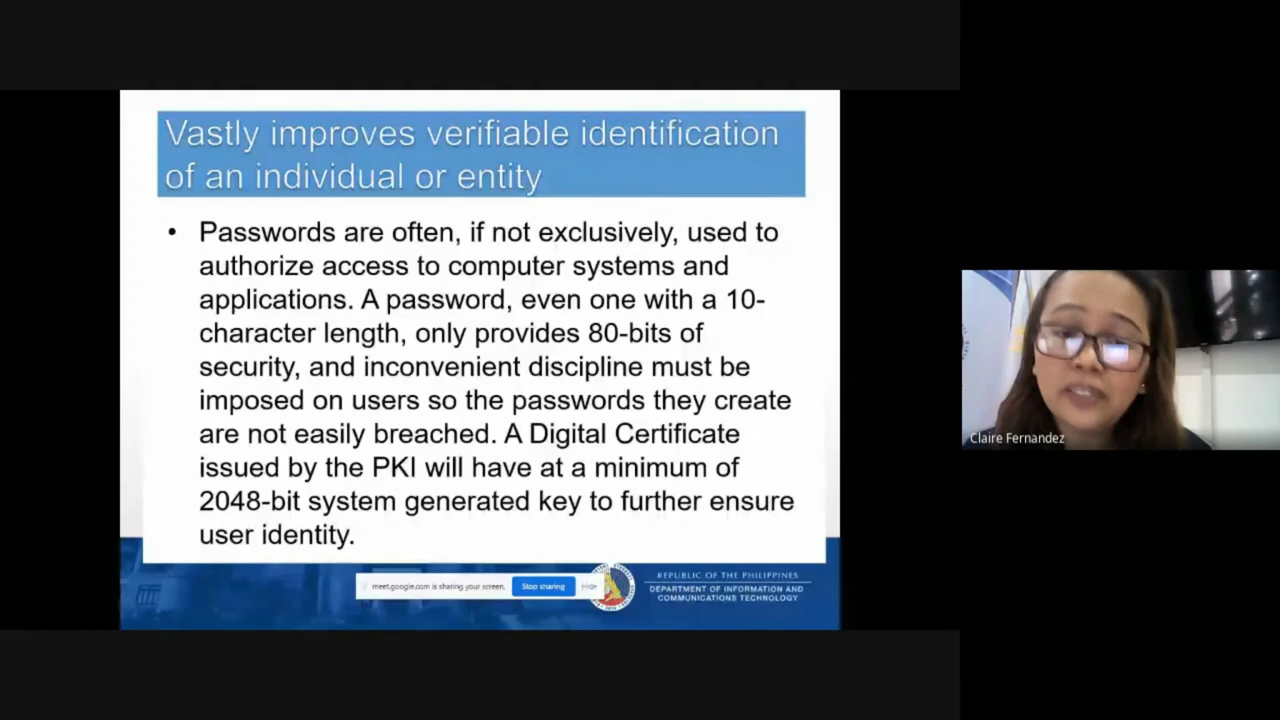 Vastly improves verifiable identification
of an individual or entity
• Passwords are often, if not exclusively, used to
authorize access to computer systems and
applications. A password, even one with a 10-
character length, only provides 80-bits of
security, and inconvenient discipline must be
imposed on users so the passwords they create
are not easily breached. A Digital Certificate
issued by the PKI will have at a minimum of
2048-bit system generated key to further ensure
user identity.
meet.google.com is sharing your screen. Stop sharing Hide
REPUBLIC OF THE PHILIPPINES
DEPARTMENT OF INFORMATION AND
COMMUNICATIONS TECHNOLOGY
Claire Fernandez